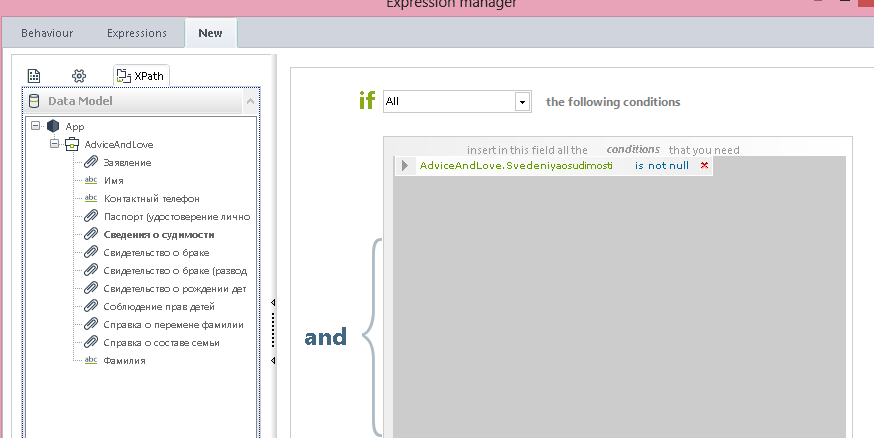 Expression manager
Behaviour Expressions New
XPath
Data Model
App
AdviceAndLove
Заявление
abc Имя
abc Контактный телефон
Паспорт (удостоверение лично
Сведения о судимости
Свидетельство о браке
Свидетельство о браке (развод
Свидетельство о рождении дет
Соблюдение прав детей
Справка о перемене фамилии
Справка о составе семьи
abc Фамилия
if All the following conditions
insert in this field all the conditions that you need
AdviceAndLove.Svedeniyaosudimosti is not null
and